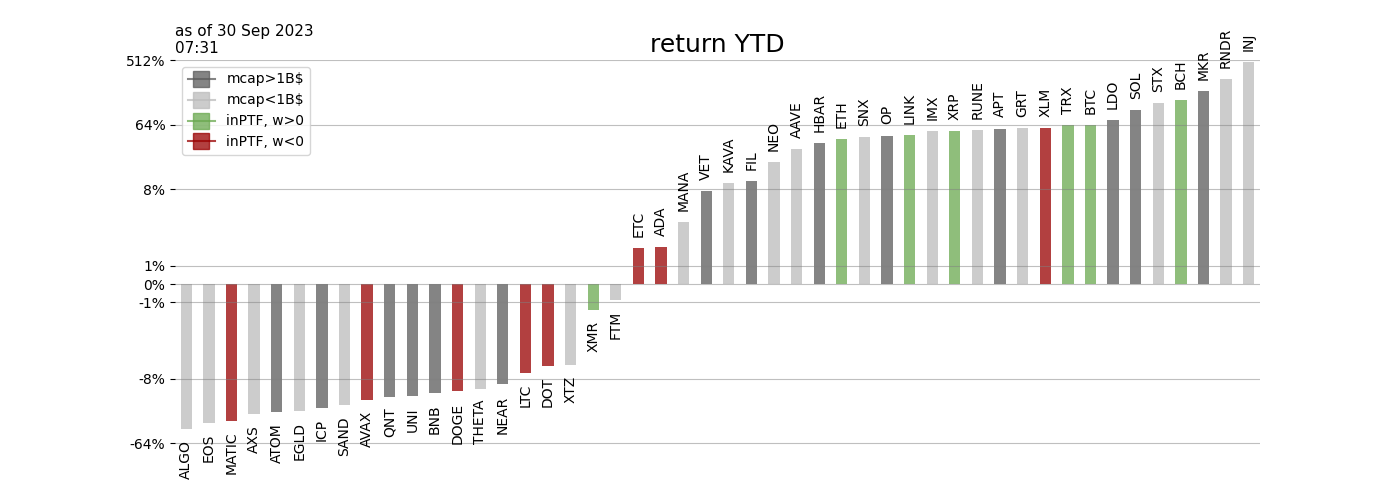 as of 30 Sep 2023
07:31
return YTD
512%
64%
8%
1%
0%
-1%
-8%
-64%
mcap>1B$
mcap<1B$
inPTF, w>0
inPTF, w<0
ALGO
EOS
MATIC
AXS
ATOM
EGLD
ICP
SAND
AVAX
QNT
UNI
BNB
DOGE
THETA
NEAR
LTC
DOT
XTZ
XMR
FTM
ETC
ADA
MANA
VET
KAVA
FIL
NEO
AAVE
HBAR
ETH
SNX
OP
LINK
IMX
XRP
RUNE
APT
GRT
XLM
TRX
BTC
LDO
SOL
STX
BCH
MKR
RNDR
INJ